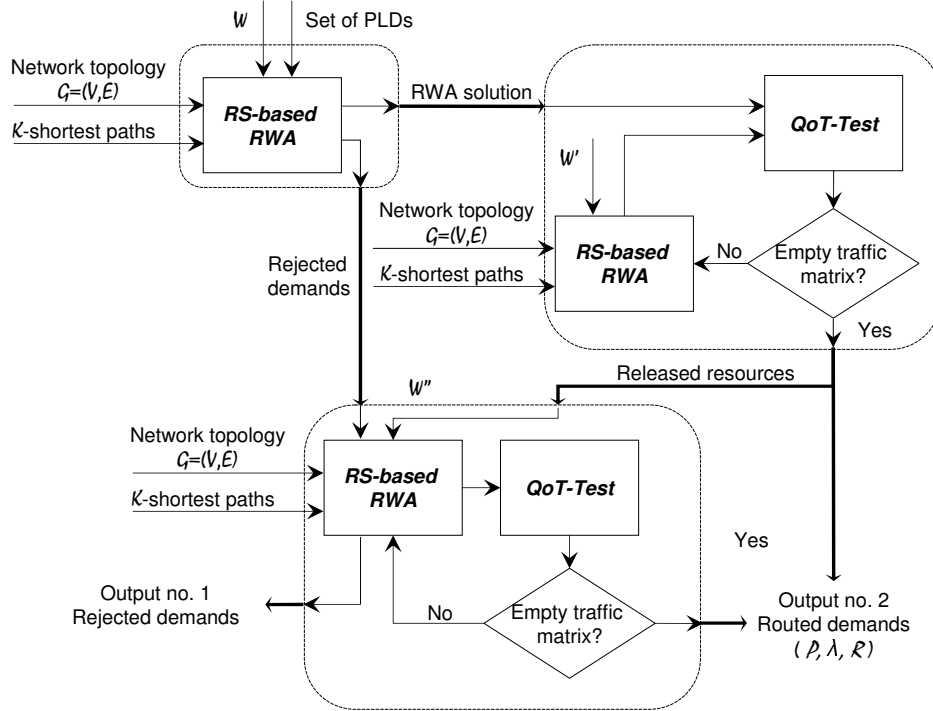 W
Set of PLDs
Network topology
G=(V,E)
K-shortest paths
RS-based
RWA
RWA solution
QoT-Test
W'
Network topology
G=(V,E)
K-shortest paths
RS-based
RWA
No
Empty traffic
matrix?
Yes
Rejected
demands
Released resources
W"
Network topology
G=(V,E)
K-shortest paths
RS-based
RWA
QoT-Test
Yes
No
Empty traffic
matrix?
Output no. 1
Rejected demands
Output no. 2
Routed demands
(P, λ, R)